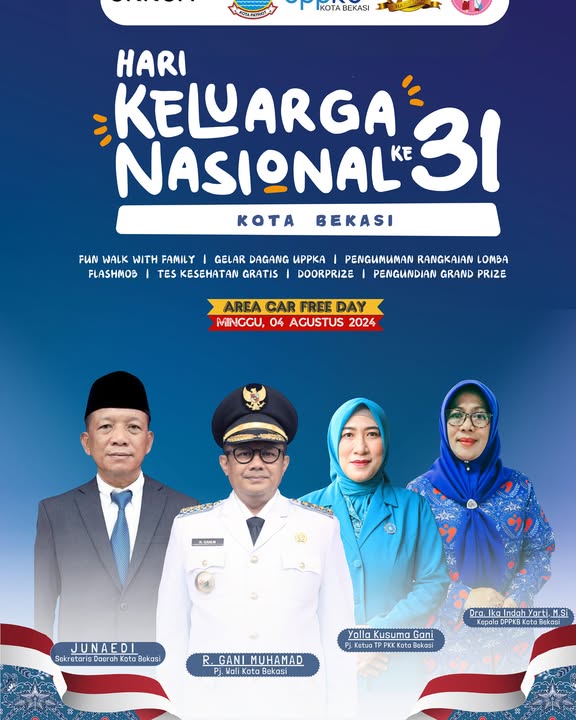 KOTA BEKASI
HARI
KELUARGA
NASIONAL KE 31
KOTA BEKASI
FUN WALK WITH FAMILY | GELAR DAGANG UPPKA | PENGUMUMAN RANGKAIAN LOMBA
FLASHMOB | TES KESEHATAN GRATIS | DOORPRIZE | PENGUNDIAN GRAND PRIZE
AREA CAR FREE DAY
MINGGU, 04 AGUSTUS 2024
JUNAEDI
Sekretaris Daerah Kota Bekasi
R. GANI MUHAMAD
Pj. Wali Kota Bekasi
Yolla Kusuma Gani
Pj. Ketua TP PKK Kota Bekasi
Dra. Ika Indah Yarti, M.Si
Kepala DPPKB Kota Bekasi